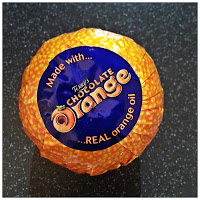 Made with...
Terry's
CHOCOLATE
Orange
...REAL orange oil